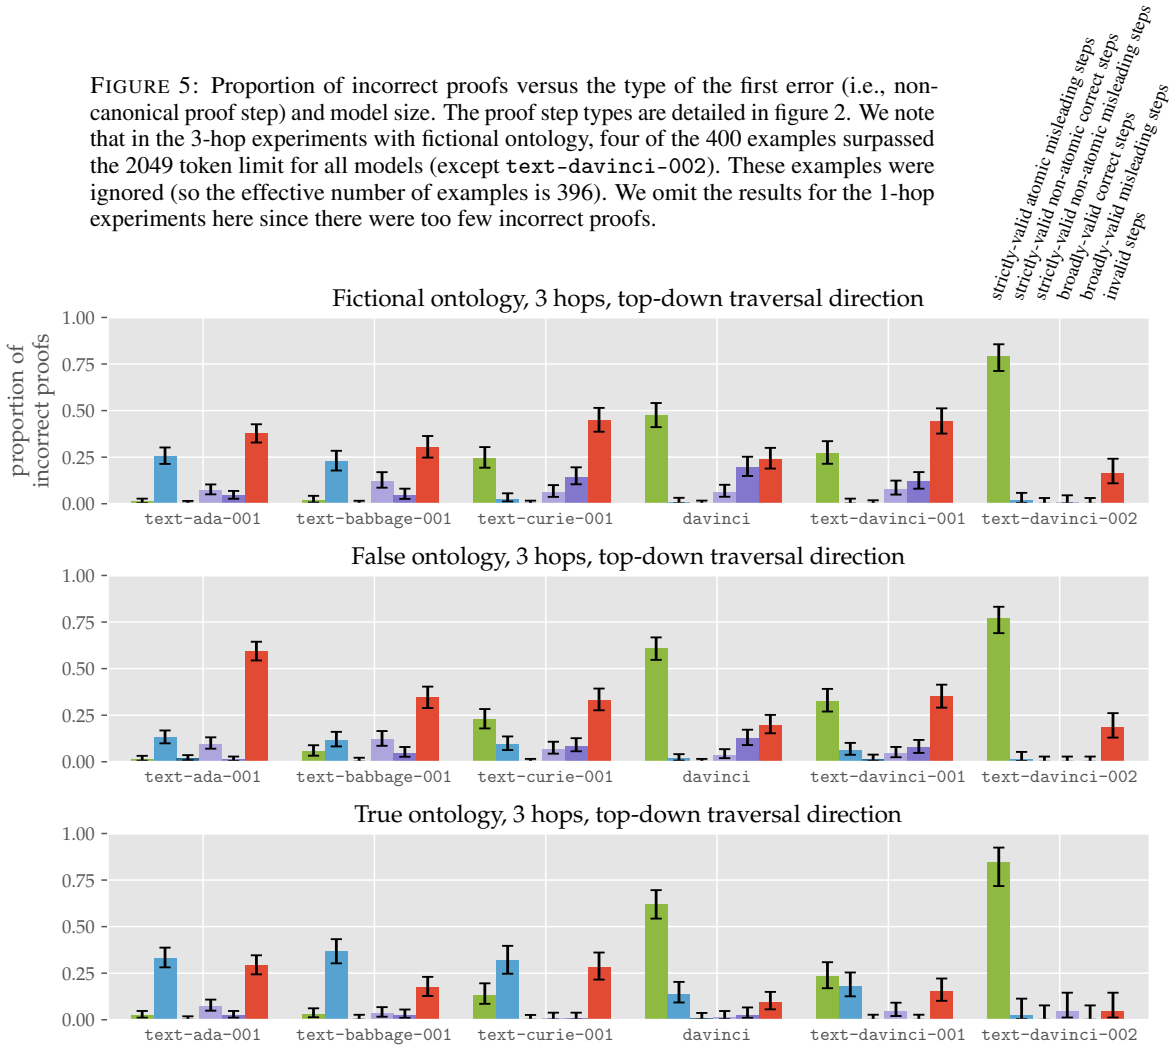 FIGURE 5: Proportion of incorrect proofs versus the type of the first error (i.e., non-
canonical proof step) and model size. The proof step types are detailed in figure 2. We note
that in the 3-hop experiments with fictional ontology, four of the 400 examples surpassed
the 2049 token limit for all models (except text-davinci-002). These examples were
ignored (so the effective number of examples is 396). We omit the results for the 1-hop
experiments here since there were too few incorrect proofs.
strictly-valid atomic misleading steps
strictly-valid non-atomic correct steps
strictly-valid non-atomic misleading steps
broadly-valid correct steps
broadly-valid misleading steps
invalid steps
Fictional ontology, 3 hops, top-down traversal direction
proportion of
incorrect proofs
1.00
0.75
0.50
0.25
0.00
text-ada-001 text-babbage-001 text-curie-001 davinci text-davinci-001 text-davinci-002
False ontology, 3 hops, top-down traversal direction
1.00
0.75
0.50
0.25
0.00
text-ada-001 text-babbage-001 text-curie-001 davinci text-davinci-001 text-davinci-002
True ontology, 3 hops, top-down traversal direction
1.00
0.75
0.50
0.25
0.00
text-ada-001 text-babbage-001 text-curie-001 davinci text-davinci-001 text-davinci-002